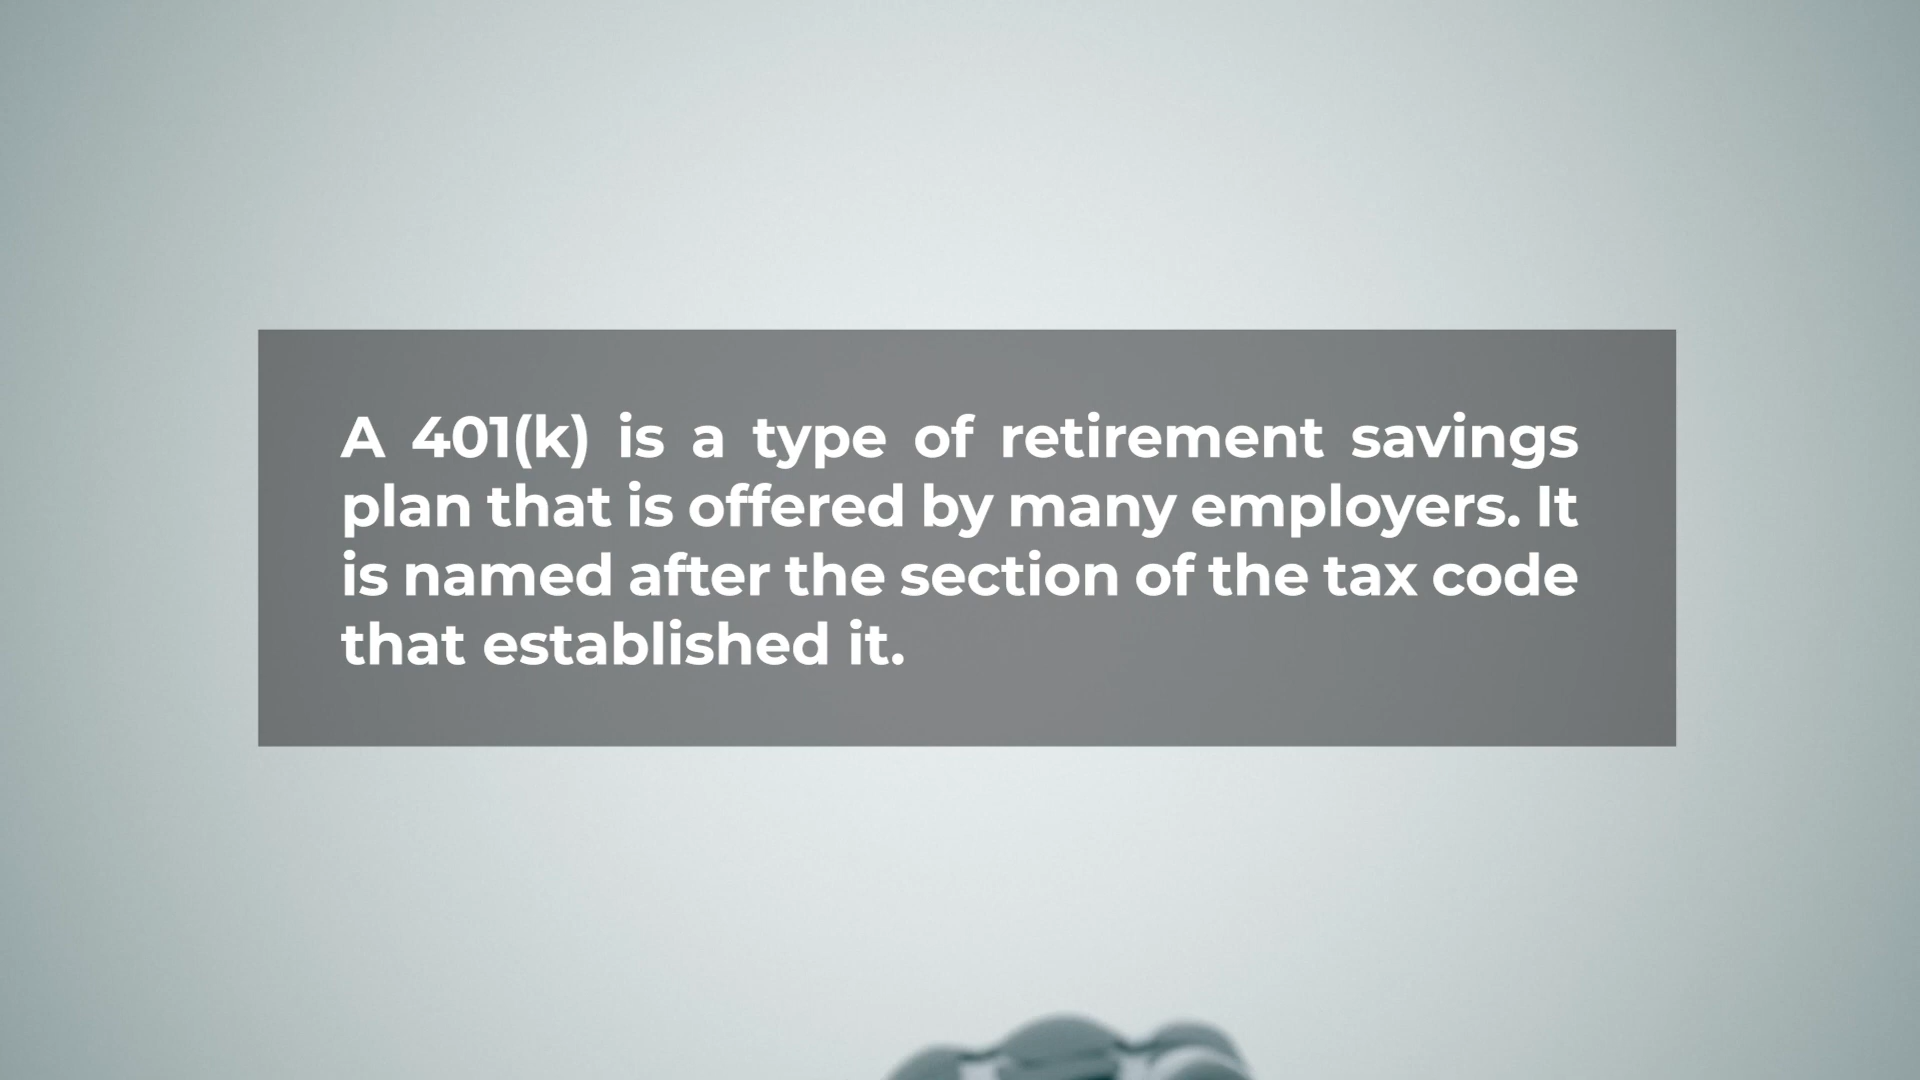 A 401(k) is a type of retirement savings
plan that is offered by many employers. It
is named after the section of the tax code
that established it.